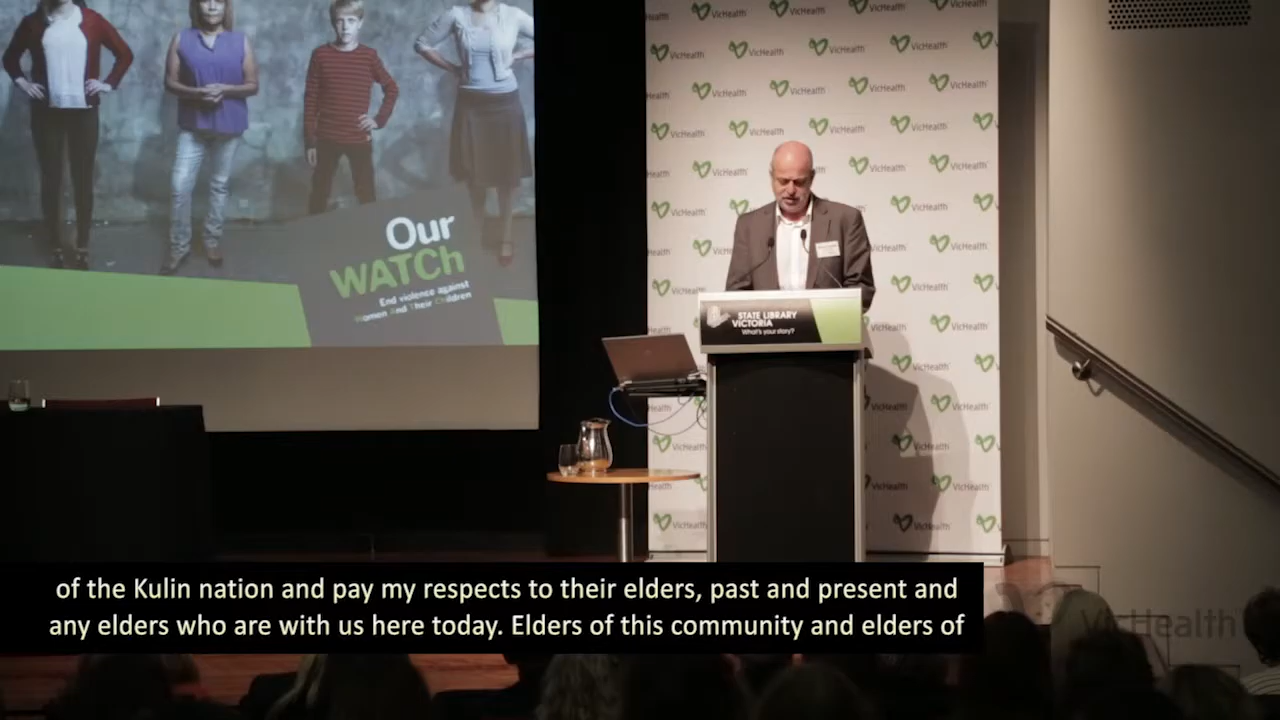 Our
WATCh
End violence against
Women And Their Children
STATE LIBRARY
VICTORIA
What's your story?
VicHealth
of the Kulin nation and pay my respects to their elders, past and present and
any elders who are with us here today. Elders of this community and elders of
VicHealth